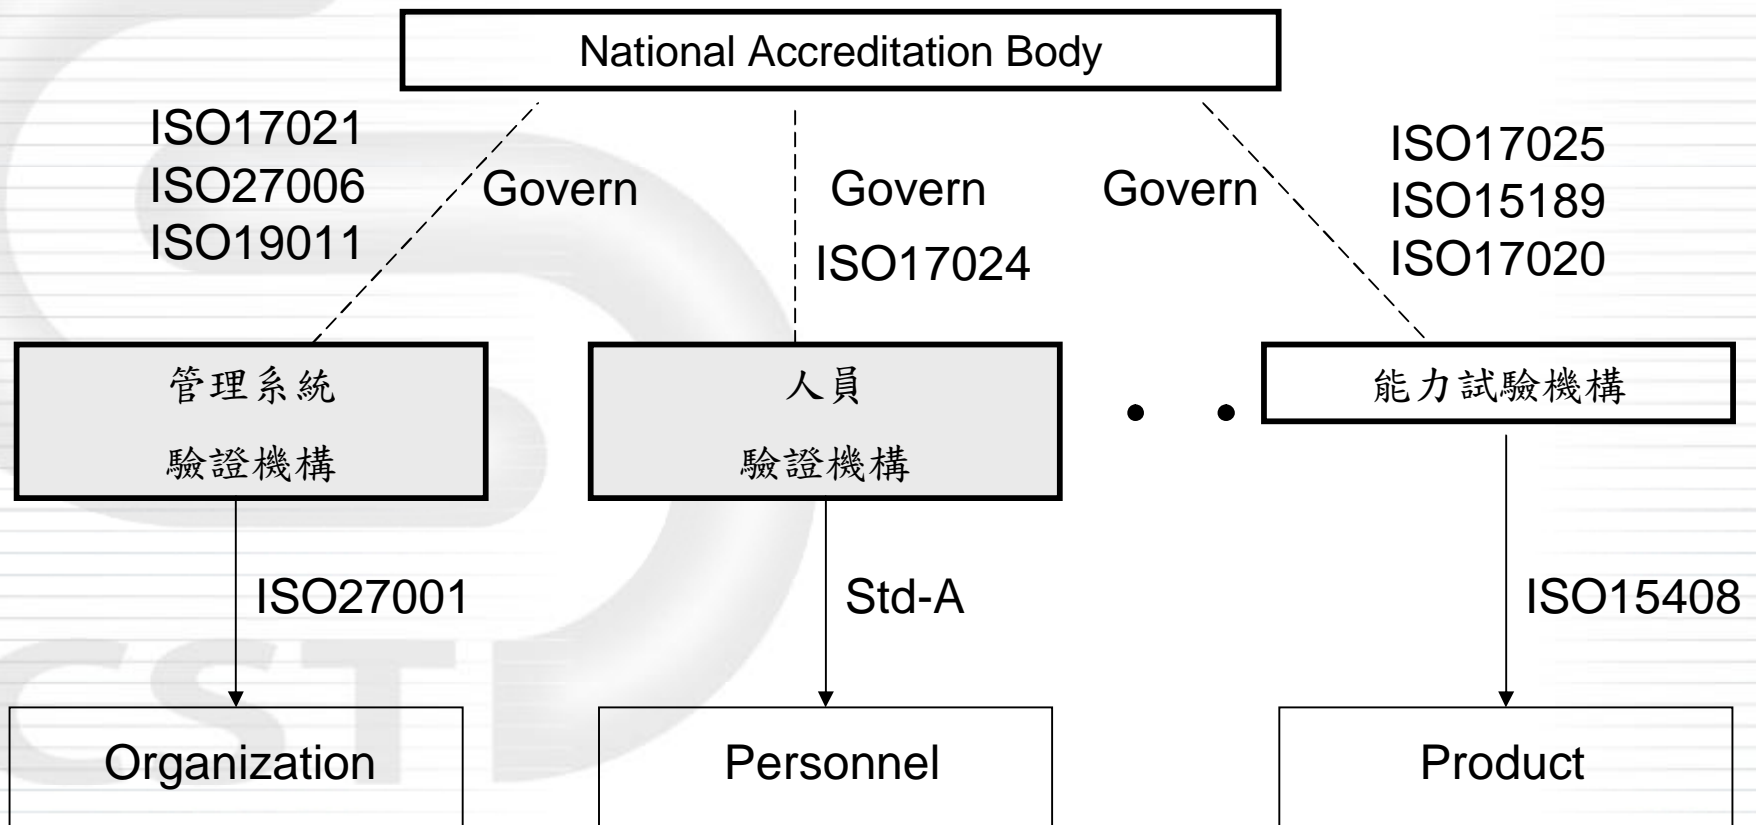 National Accreditation Body
ISO17021
ISO27006
ISO19011
Govern
Govern
ISO17024
Govern
ISO17025
ISO15189
ISO17020
管理系統
驗證機構
人員
驗證機構
• •
能力試驗機構
ISO27001
Std-A
ISO15408
CSTI
Organization
Personnel
Product